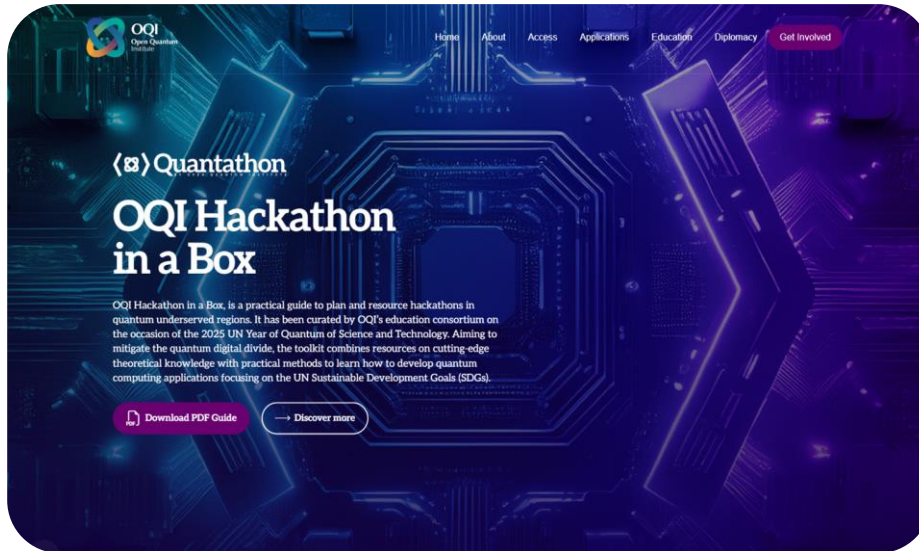 OQI
Open Quantum
Institute
Home About Access Applications Education Diplomacy Get Involved
Quantathon
OQI Hackathon
in a Box
OQI Hackathon in a Box, is a practical guide to plan and resource hackathons in
quantum underserved regions. It has been curated by OQI's education consortium on
the occasion of the 2025 UN Year of Quantum of Science and Technology. Aiming to
mitigate the quantum digital divide, the toolkit combines resources on cutting-edge
theoretical knowledge with practical methods to learn how to develop quantum
computing applications focusing on the UN Sustainable Development Goals (SDGs).
PDF Download PDF Guide → Discover more